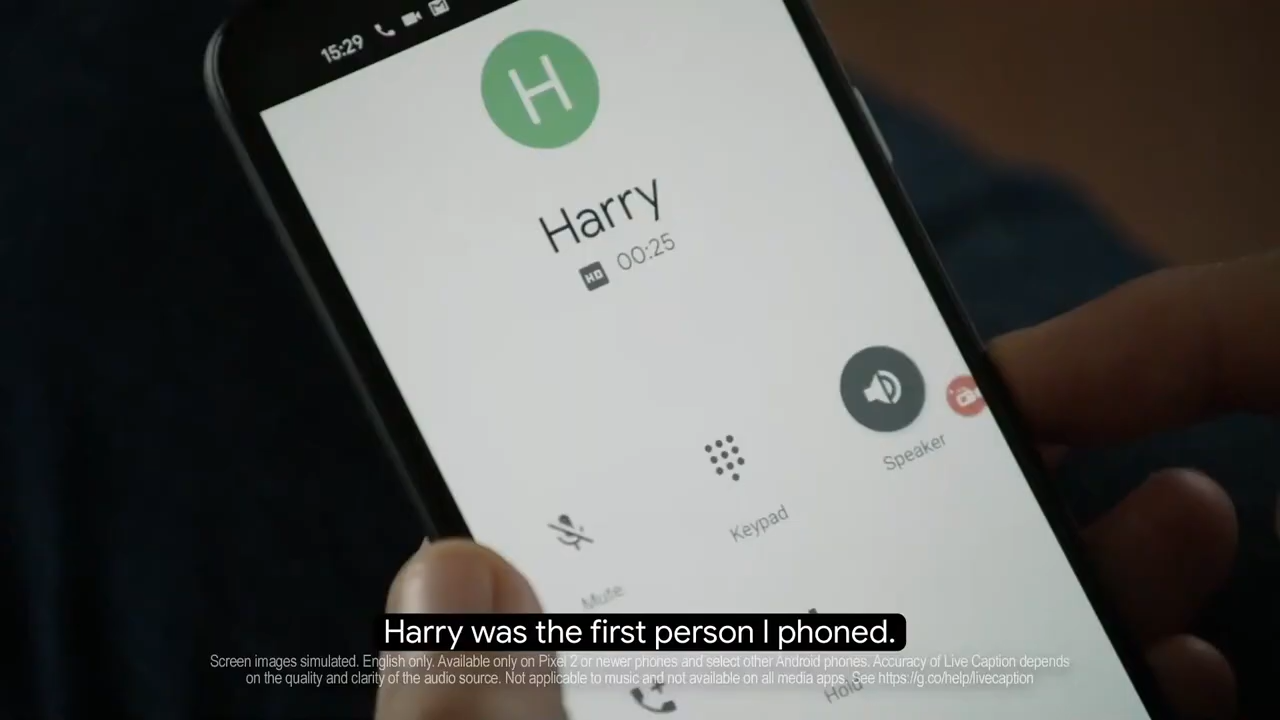 15:29
H
Harry
HD 00:25
Speaker
Keypad
Mute
Harry was the first person I phoned.
Screen images simulated. English only. Available only on Pixel 2 or newer phones and select other Android phones. Accuracy of Live Caption depends
on the quality and clarity of the audio source. Not applicable to music and not available on all media apps. See https://g.co/help/livecaption
Hold